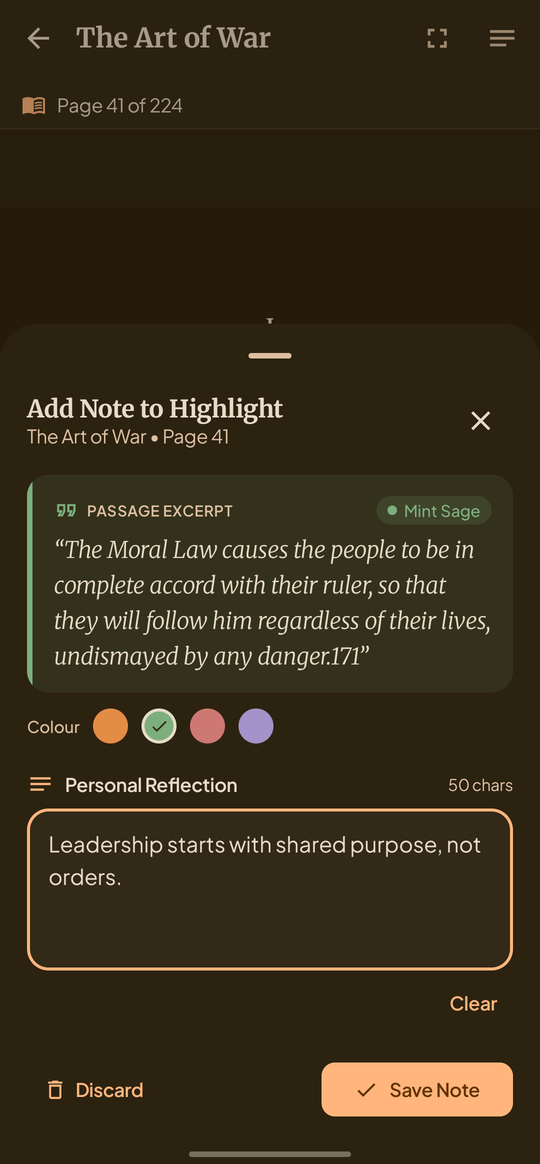 The Art of War
Page 41 of 224
Add Note to Highlight
The Art of War • Page 41
PASSAGE EXCERPT
Mint Sage
“The Moral Law causes the people to be in
complete accord with their ruler, so that
they will follow him regardless of their lives,
undismayed by any danger.171”
Colour
Personal Reflection
50 chars
Leadership starts with shared purpose, not
orders.
Clear
Discard
Save Note